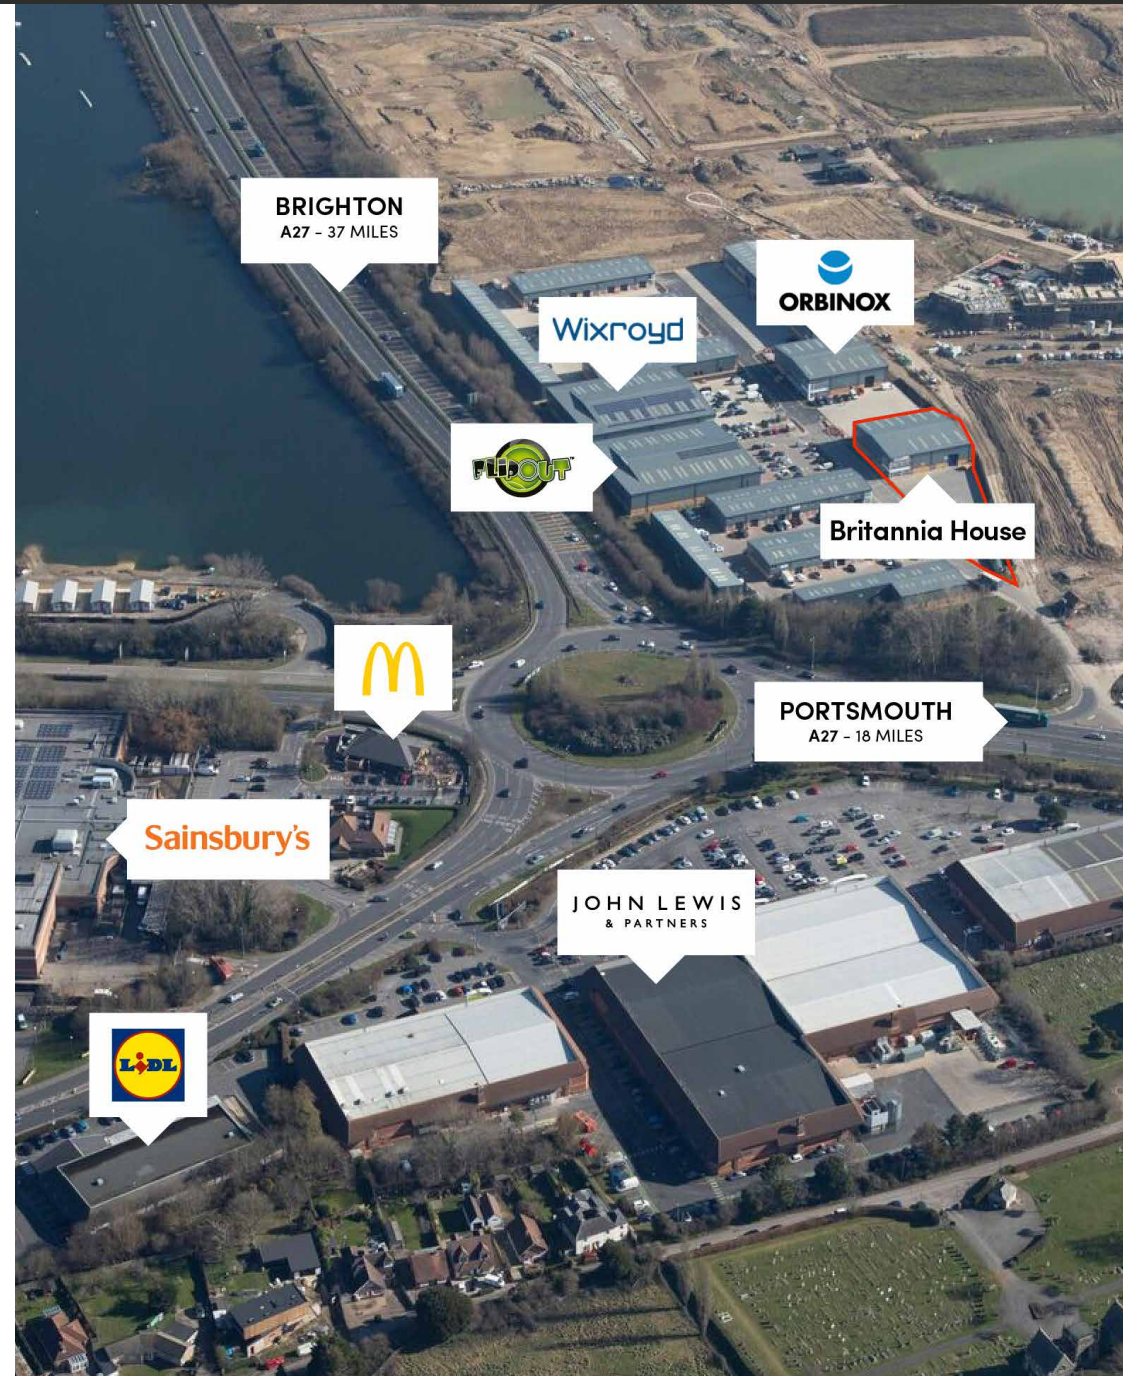 BRIGHTON
A27 - 37 MILES
ORBINOX
Wixroyd
FLIPOUT
Britannia House
PORTSMOUTH
A27 - 18 MILES
Sainsbury's
JOHN LEWIS
& PARTNERS
LIDL